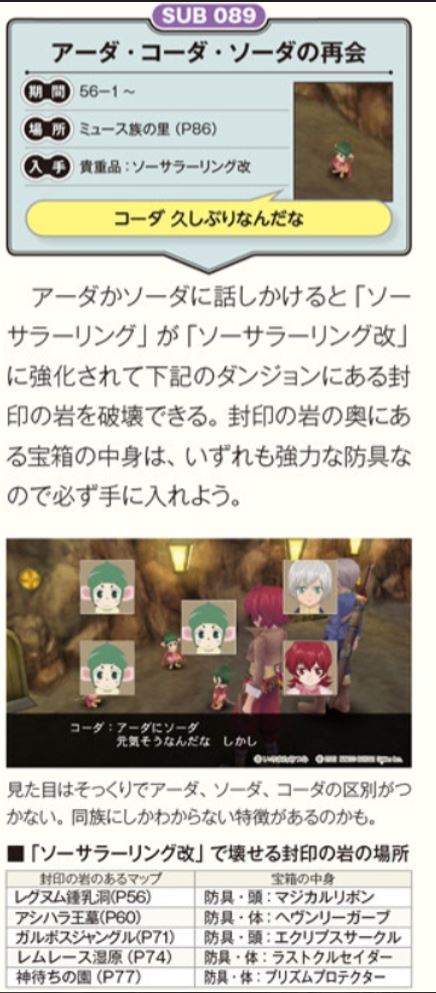 SUB 089
アーダ・コーダ・ソーダの再会
期間 56-1～
場所 ミュース族の里 (P86)
入手 貴重品：ソーサラーリング改
コーダ 久しぶりなんだな
アーダかソーダに話しかけると「ソー
サラーリング」が「ソーサラーリング改」
に強化されて下記のダンジョンにある封
印の岩を破壊できる。封印の岩の奥にあ
る宝箱の中身は、いずれも強力な防具な
ので必ず手に入れよう。
コーダ：アーダにソーダ
元気そうなんだな しかし
見た目はそっくりでアーダ、ソーダ、コーダの区別がつ
かない。同族にしかわからない特徴があるのかも。
■「ソーサラーリング改」で壊せる封印の岩の場所
封印の岩のあるマップ 宝箱の中身
レグヌム鍾乳洞(P56) 防具・頭：マジカルリボン
アシハラ王墓(P60) 防具・体：ヘヴンリーガーブ
ガルポスジャングル(P71) 防具・頭：エクリプスサークル
レムレース湿原 (P74) 防具・体：ラストクルセイダー
神待ちの園 (P77) 防具・体：プリズムプロテクター